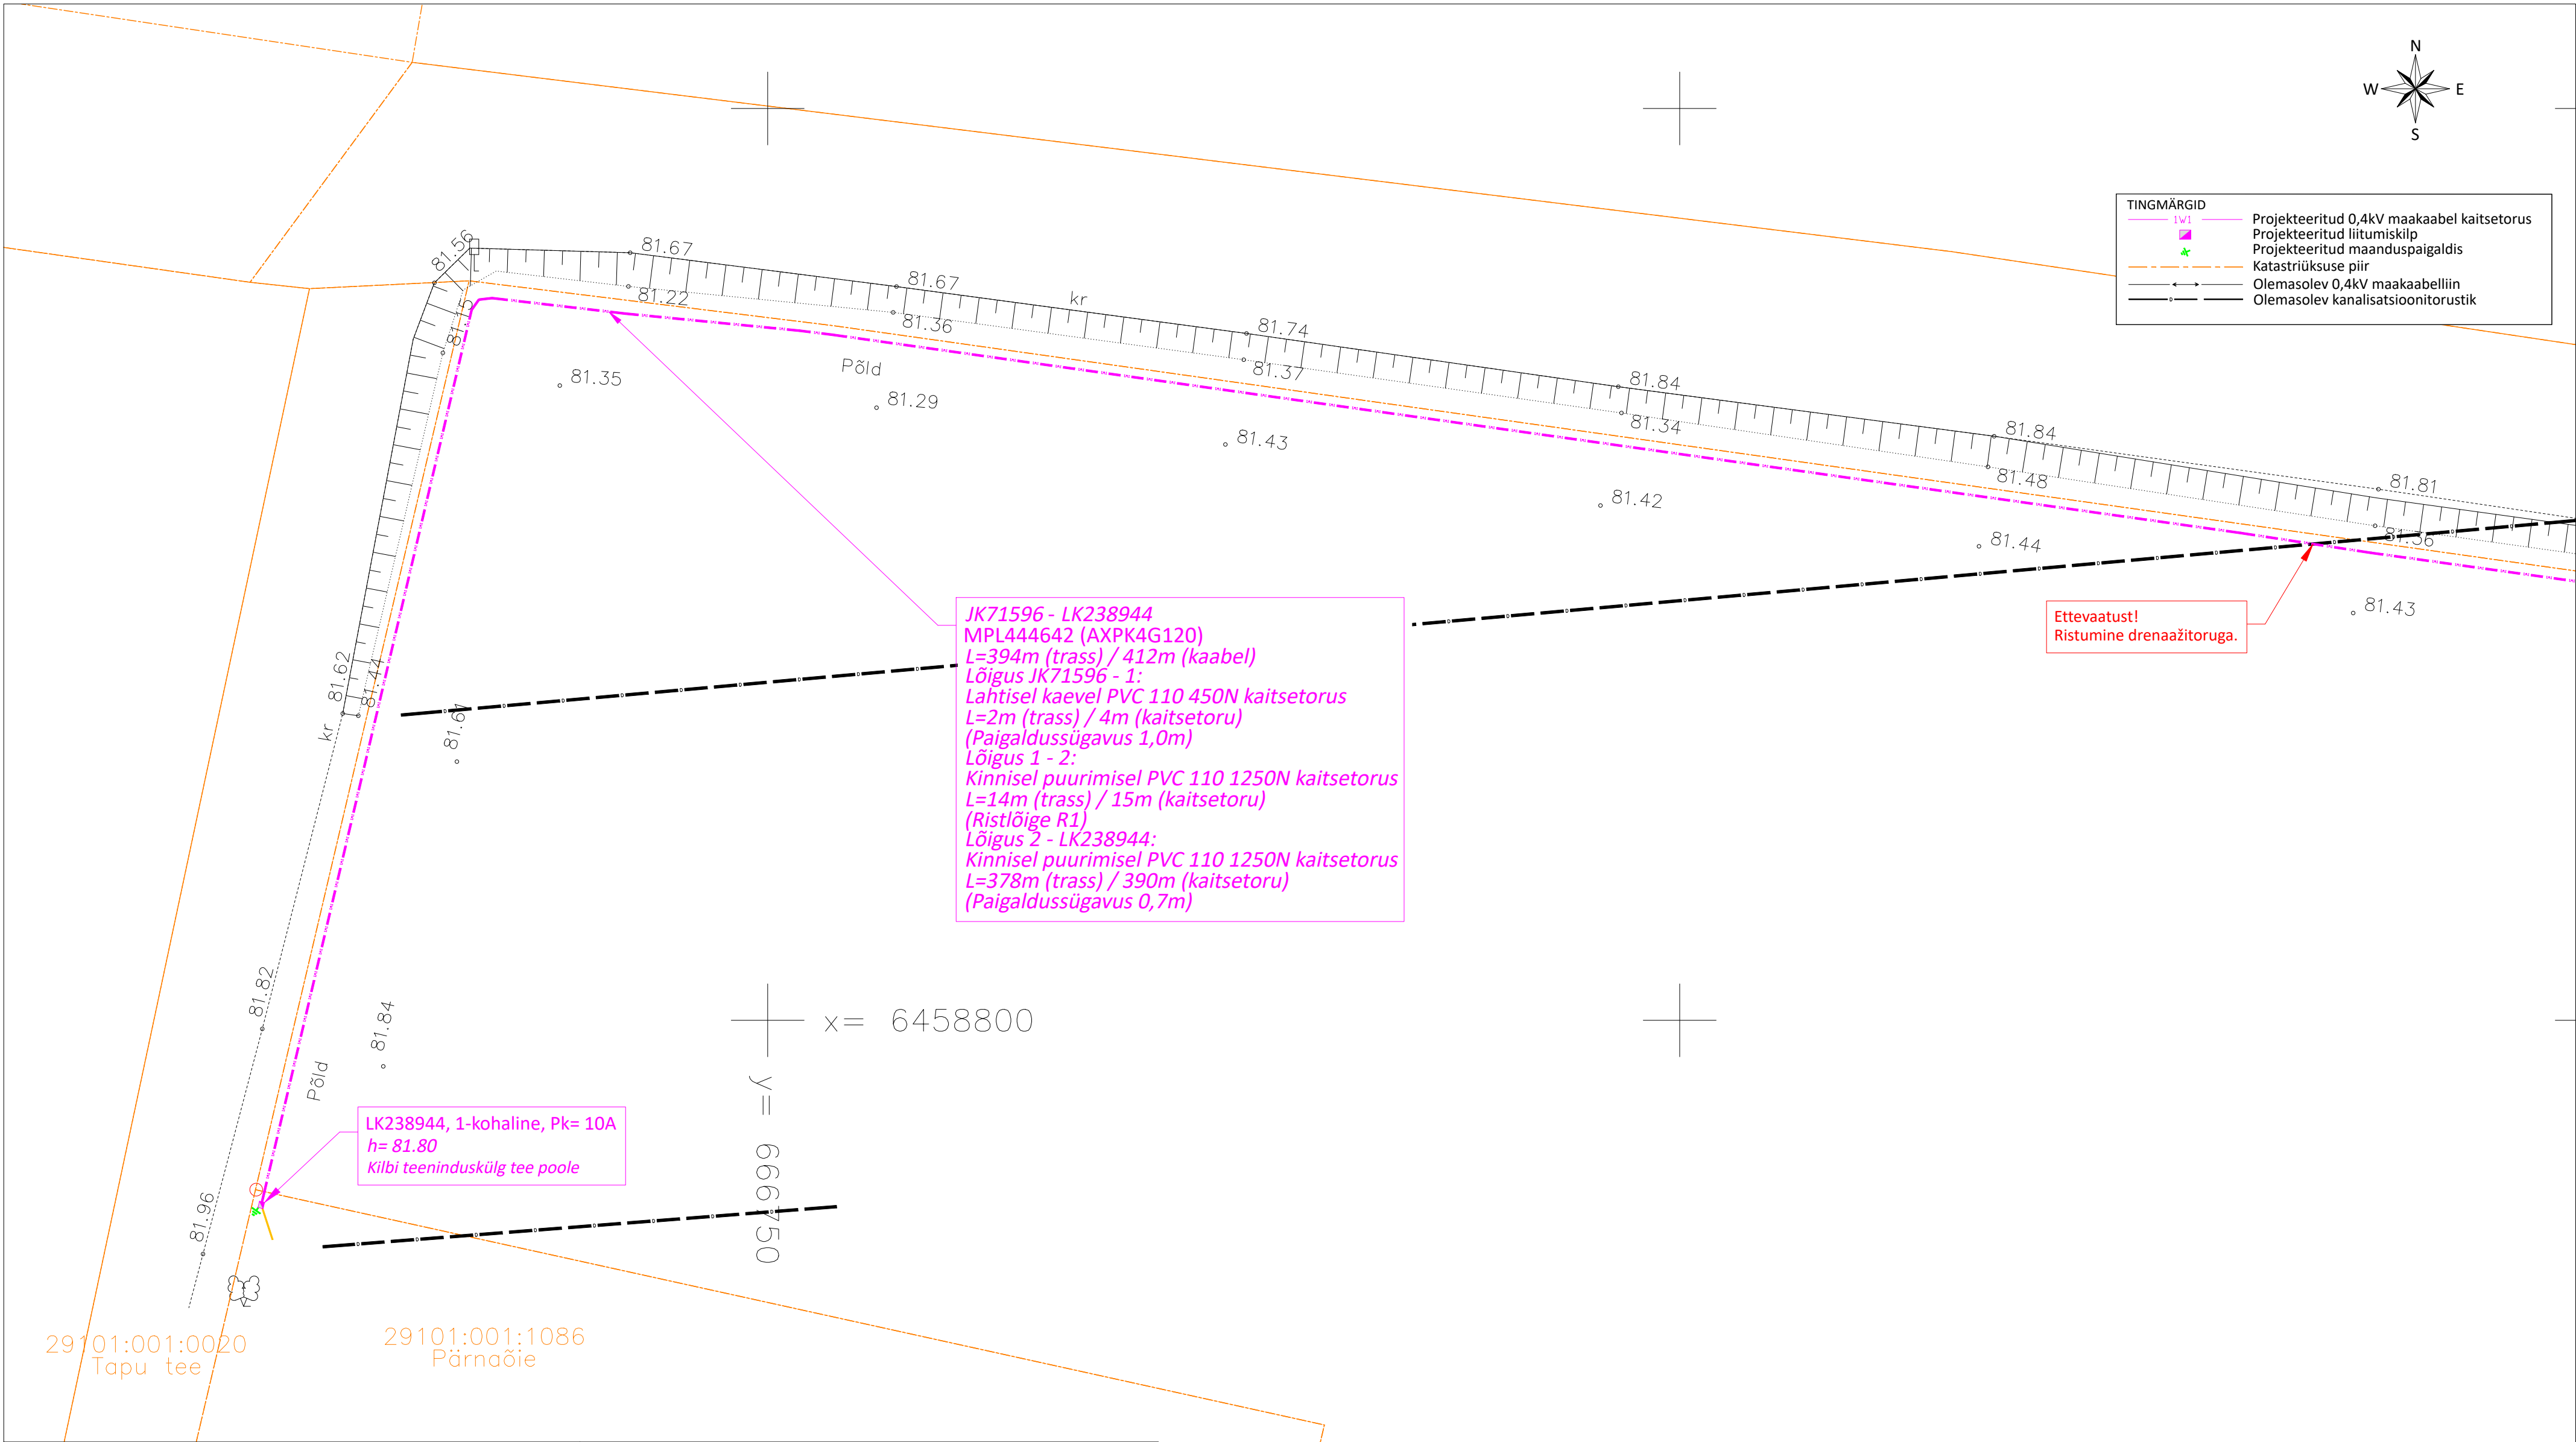 N
W E
S
TINGMÄRGID
1W1 Projekteeritud 0,4kV maakaabel kaitsetorus
Projekteeritud liitumiskilp
Projekteeritud maanduspaigaldis
Katastriüksuse piir
Olemasolev 0,4kV maakaabelliin
D Olemasolev kanalisatsioonitorustik
81.56
81.67
81.22
81.67
81.36
kr
81.74
81.37
81.84
81.34
81.84
81.48
81.81
81.36
81.35
Põld
81.29
81.43
81.42
81.44
81.43
JK71596 - LK238944
MPL444642 (AXPK4G120)
L=394m (trass) / 412m (kaabel)
Lõigus JK71596 - 1:
Lahtisel kaevel PVC 110 450N kaitsetorus
L=2m (trass) / 4m (kaitsetoru)
(Paigaldussügavus 1,0m)
Lõigus 1 - 2:
Kinnisel puurimisel PVC 110 1250N kaitsetorus
L=14m (trass) / 15m (kaitsetoru)
(Ristlõige R1)
Lõigus 2 - LK238944:
Kinnisel puurimisel PVC 110 1250N kaitsetorus
L=378m (trass) / 390m (kaitsetoru)
(Paigaldussügavus 0,7m)
Ettevaatust!
Ristumine drenaažitoruga.
81.62
81.44
kr
81.61
81.82
81.84
Põld
x= 6458800
y= 666750
LK238944, 1-kohaline, Pk= 10A
h= 81.80
Kilbi teeninduskülg tee poole
81.96
29101:001:0020
Tapu tee
29101:001:1086
Pärnaõie